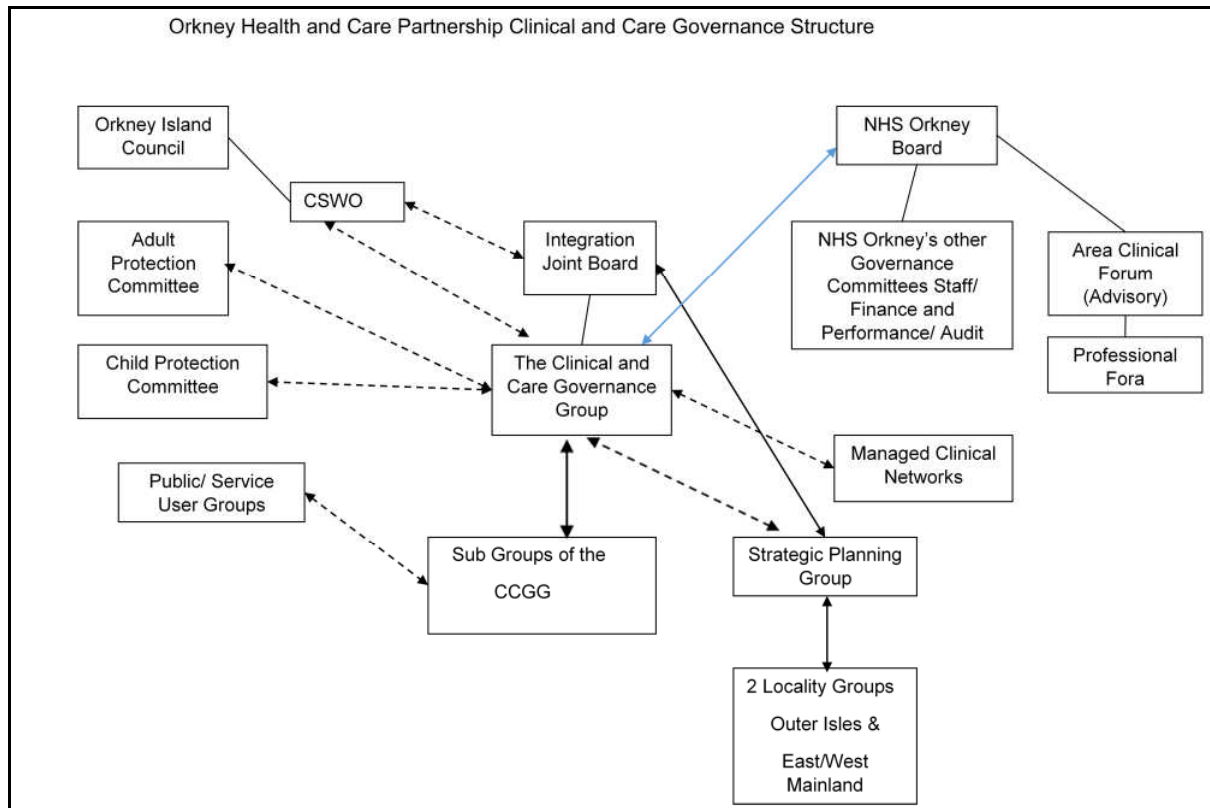 Orkney Health and Care Partnership Clinical and Care Governance Structure
Orkney Island
Council
NHS Orkney
Board
CSWO
Adult
Protection
Committee
Integration
Joint Board
NHS Orkney’s other
Governance
Committees Staff/
Finance and
Performance/ Audit
Area Clinical
Forum
(Advisory)
Child Protection
Committee
The Clinical and
Care Governance
Group
Professional
Fora
Public/ Service
User Groups
Managed Clinical
Networks
Sub Groups of the
CCGG
Strategic Planning
Group
2 Locality Groups
Outer Isles &
East/West
Mainland